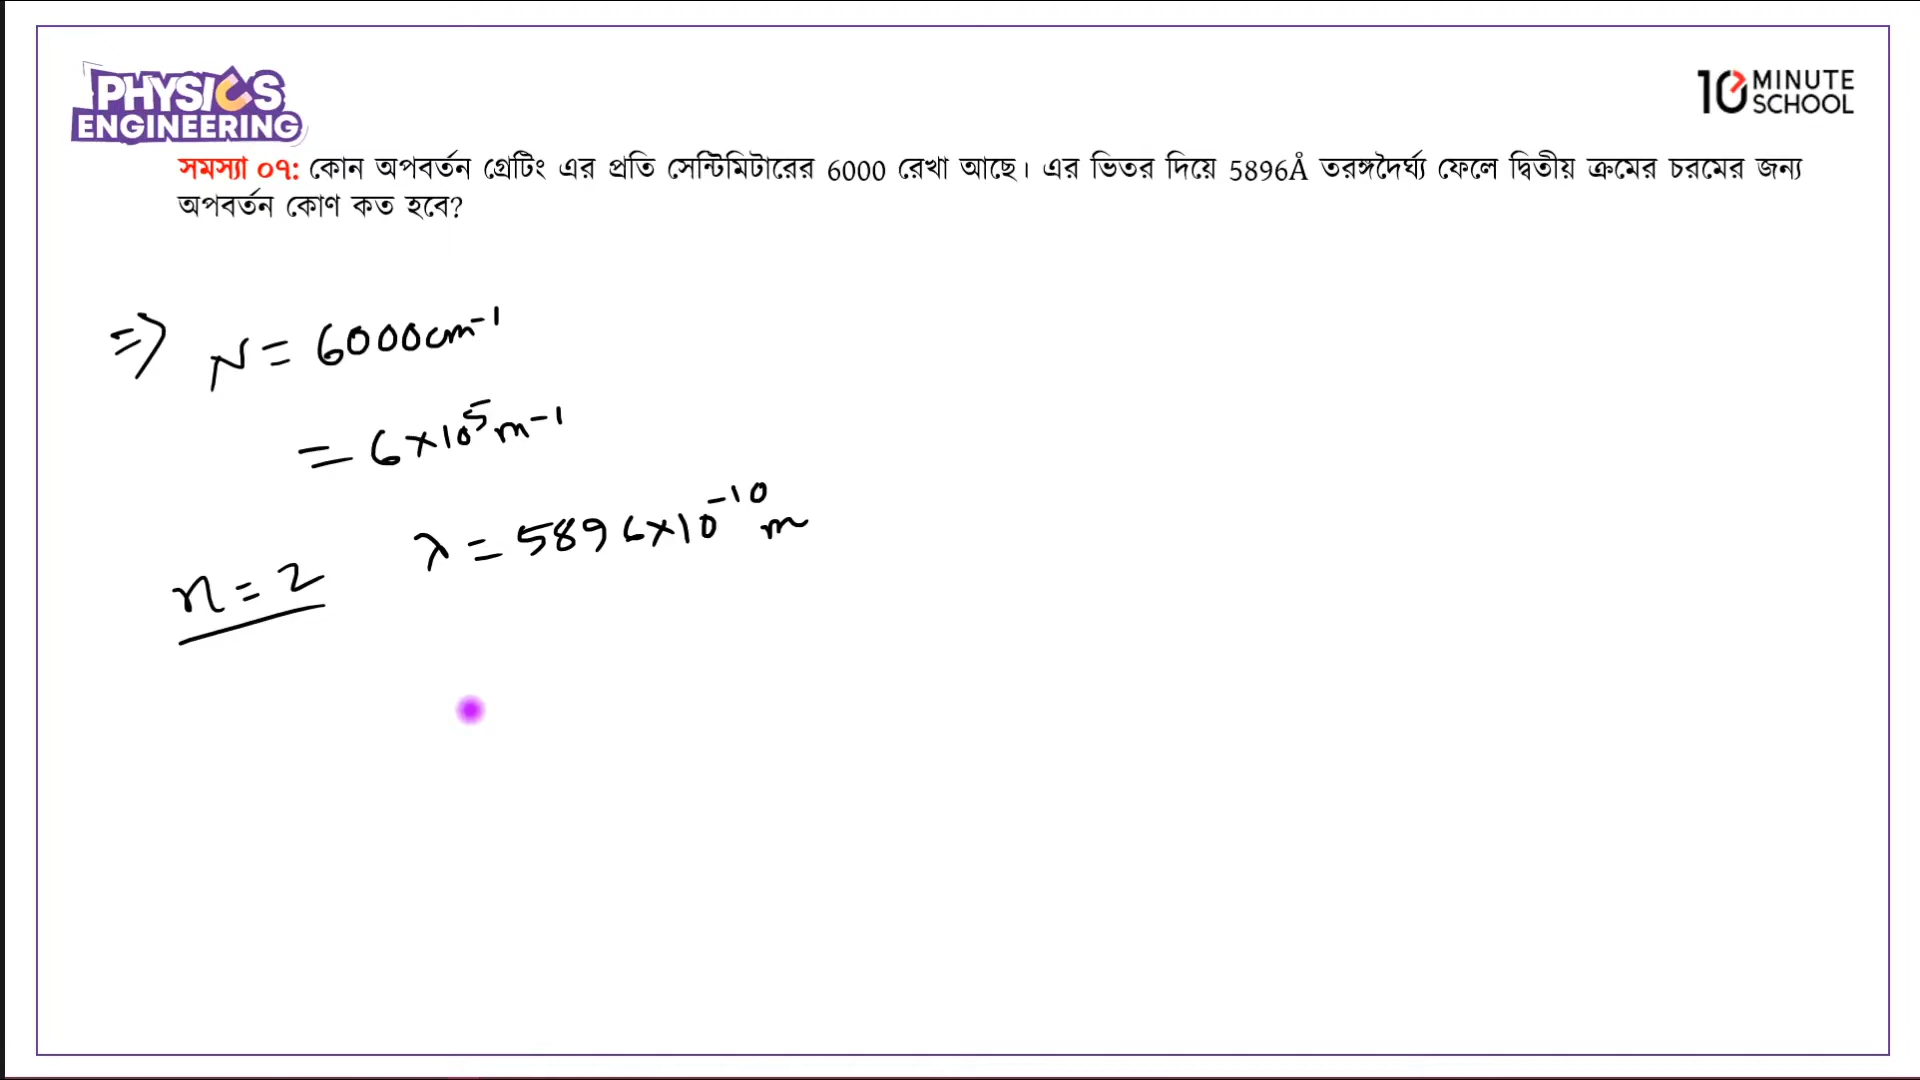 PHYSICS
ENGINEERING
10 MINUTE
SCHOOL
সমস্যা ০৭: কোন অপবর্তন গ্রেটিং এর প্রতি সেন্টিমিটারের 6000 রেখা আছে। এর ভিতর দিয়ে 5896Å তরঙ্গদৈর্ঘ্য ফেলে দ্বিতীয় ক্রমের চরমের জন্য
অপবর্তন কোণ কত হবে?
⇒ N = 6000cm⁻¹
= 6×10⁵m⁻¹
λ = 5896×10⁻¹⁰ m
n = 2